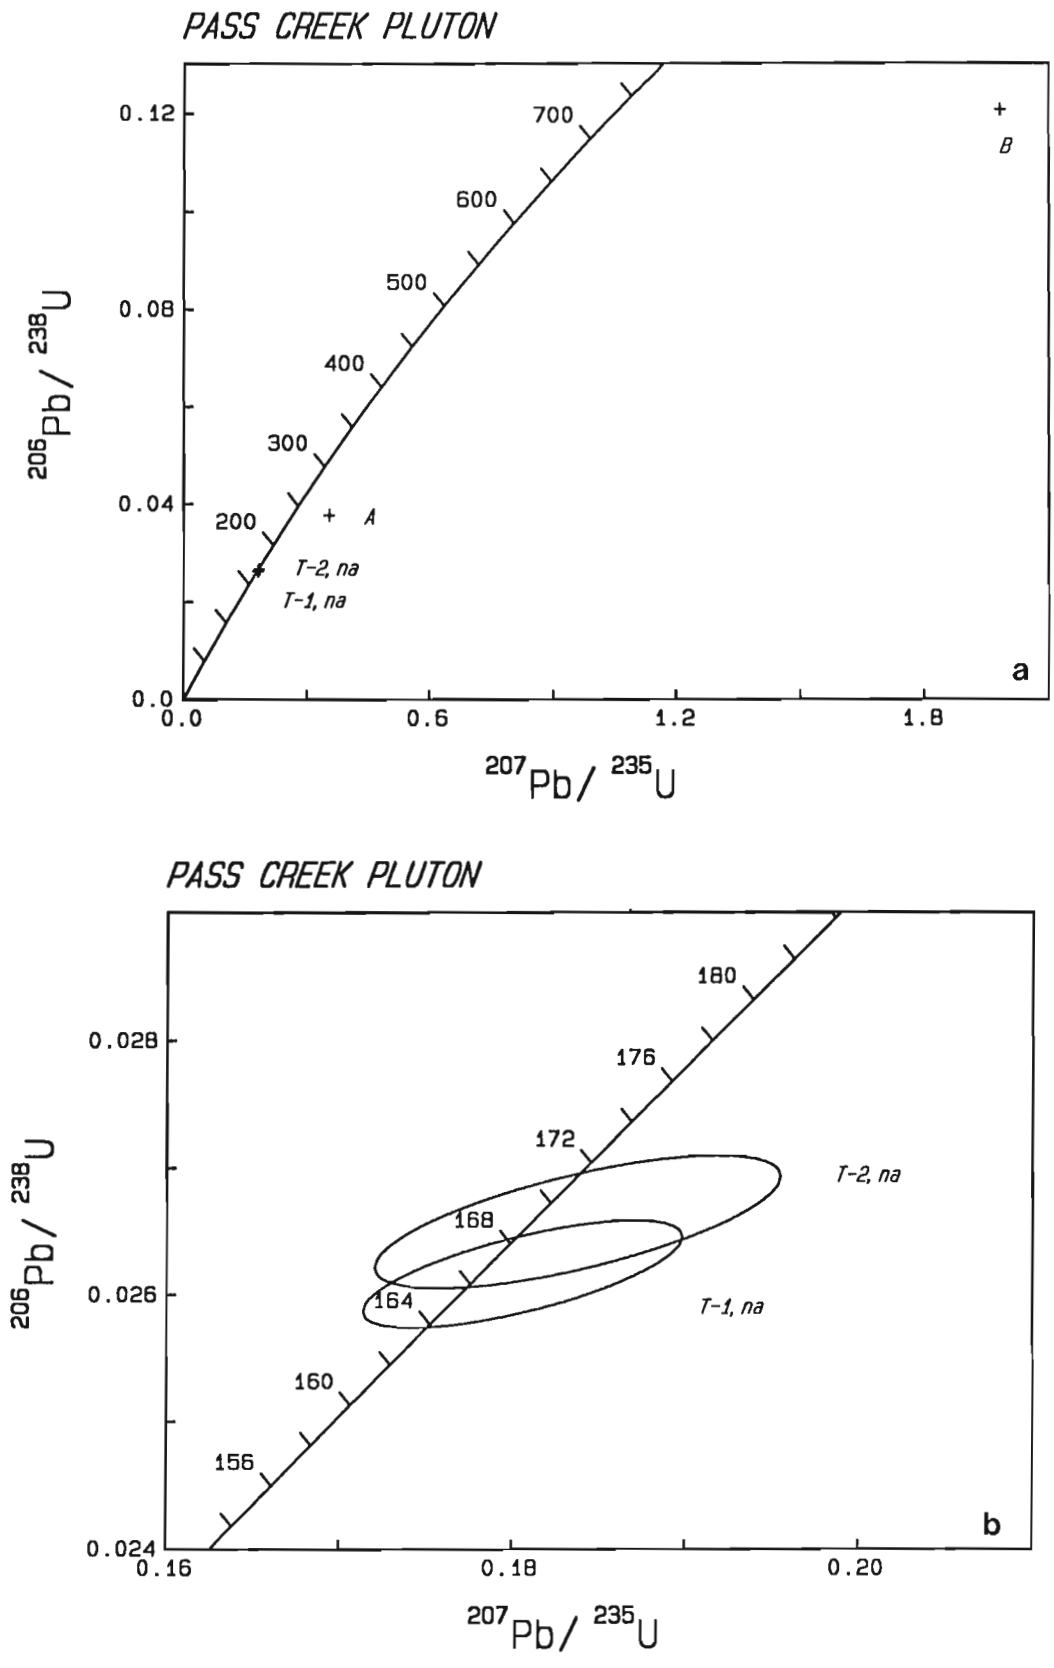 PASS CREEK PLUTON
0.12
700
+
B
600
500
0.08
400
300
0.04
200
+ A
T-2, na
T-1, na
0.0
a
0.0 0.6 1.2 1.8
206Pb/ 238U
207Pb/ 235U
PASS CREEK PLUTON
180
0.028
176
172
T-2, na
168
0.026
164
T-1, na
160
156
b
0.024
0.16 0.18 0.20
206Pb/ 238U
207Pb/ 235U